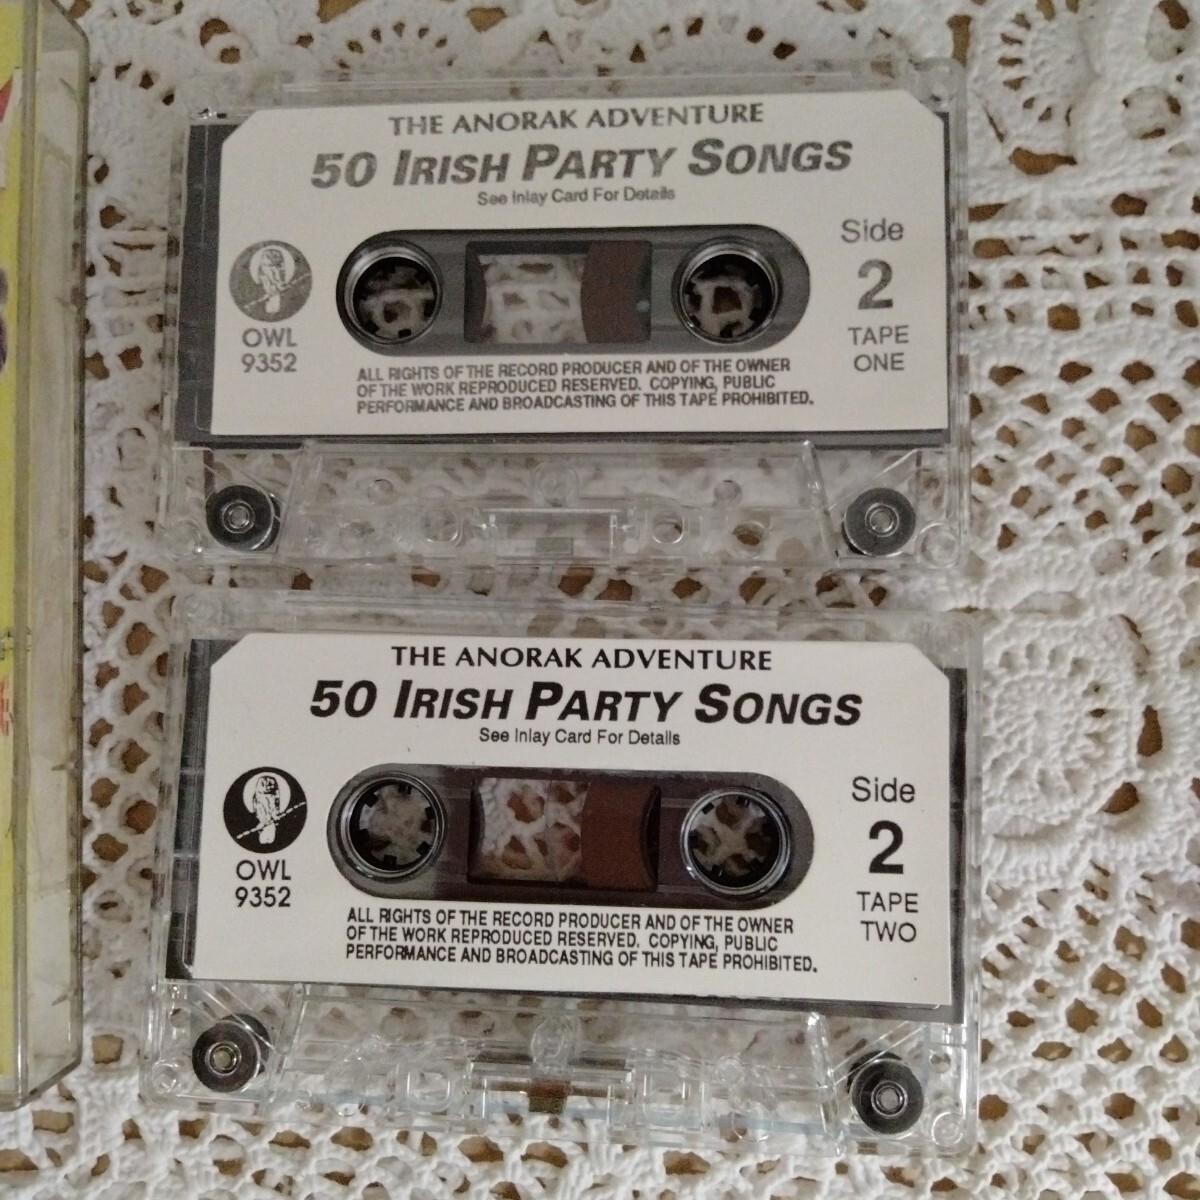 THE ANORAK ADVENTURE
50 IRISH PARTY SONGS
See Inlay Card For Details
Side
2
TAPE
ONE
OWL
9352
ALL RIGHTS OF THE RECORD PRODUCER AND OF THE OWNER
OF THE WORK REPRODUCED RESERVED. COPYING, PUBLIC
PERFORMANCE AND BROADCASTING OF THIS TAPE PROHIBITED.
THE ANORAK ADVENTURE
50 IRISH PARTY SONGS
See Inlay Card For Details
Side
2
TAPE
TWO
OWL
9352
ALL RIGHTS OF THE RECORD PRODUCER AND OF THE OWNER
OF THE WORK REPRODUCED RESERVED. COPYING, PUBLIC
PERFORMANCE AND BROADCASTING OF THIS TAPE PROHIBITED.